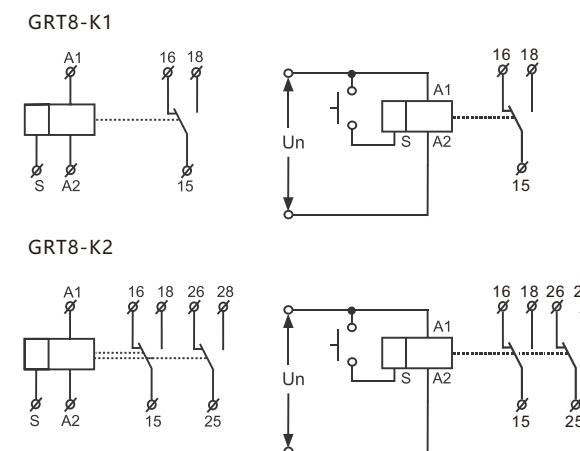 GRT8-K1
A1 16 18
S A2 15
16 18
A1
Un
S A2
15
GRT8-K2
A1 16 18 26 28
S A2 15 25
16 18 26
A1
Un
S A2
15 25